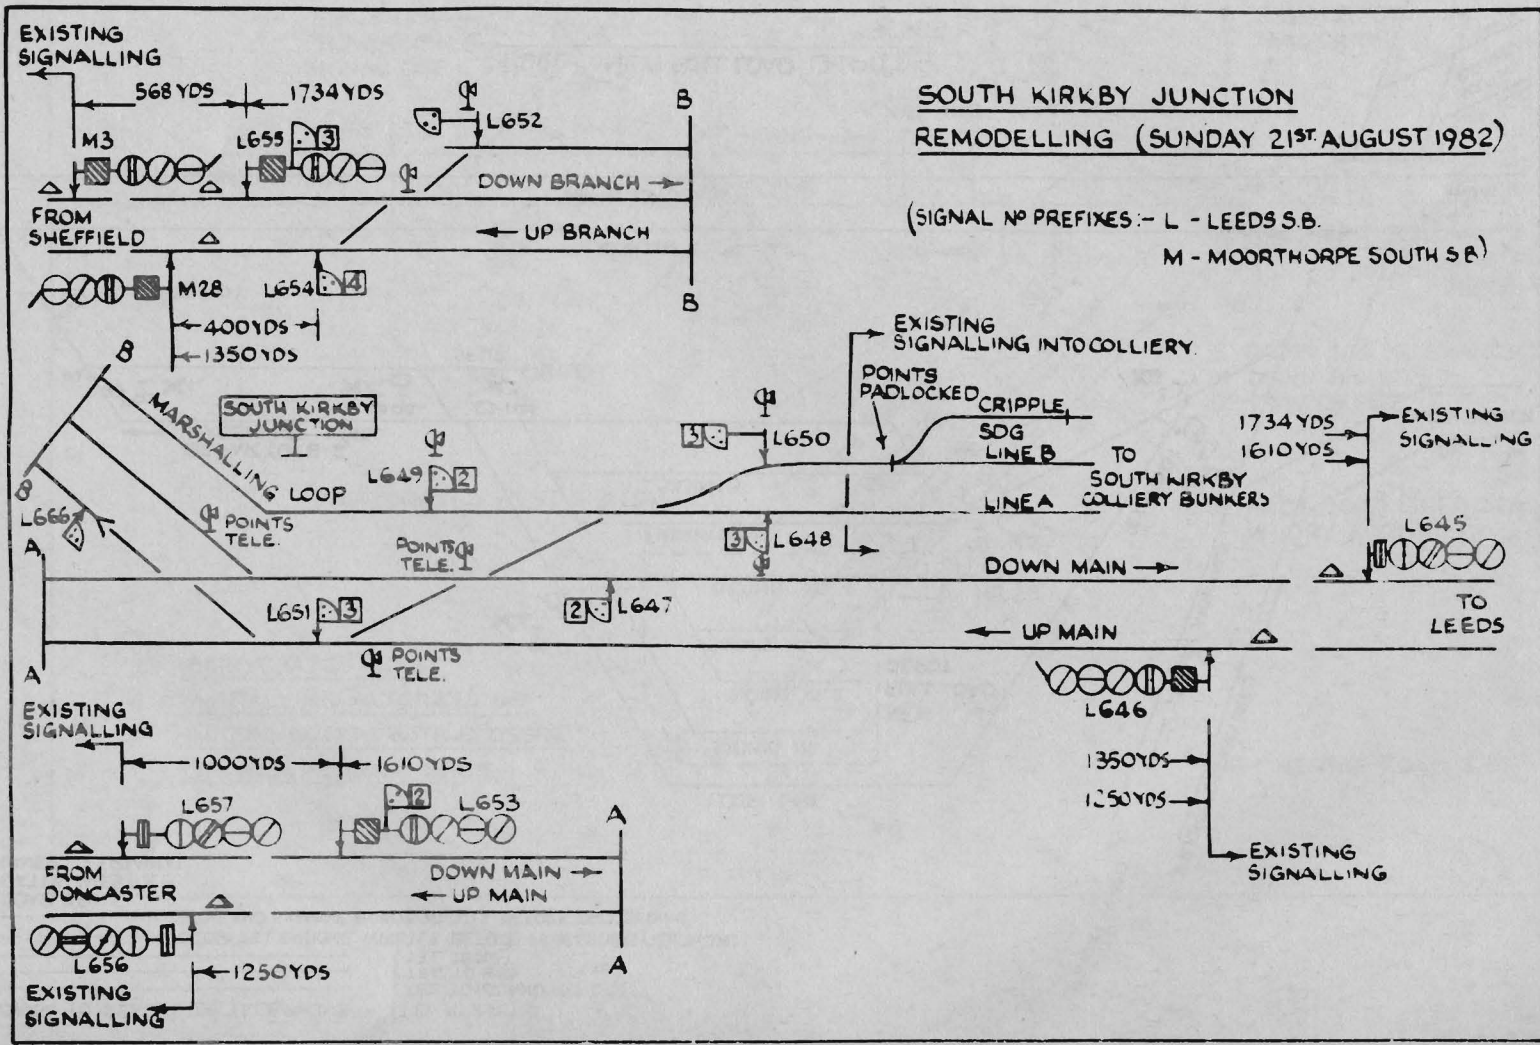 EXISTING
SIGNALLING
568 YDS
1734 YDS
M3
L655
3
L652
B
DOWN BRANCH
FROM
SHEFFIELD
UP BRANCH
M28
L654
4
B
400 YDS
1350 YDS
SOUTH KIRKBY JUNCTION
REMODELLING (SUNDAY 21ST. AUGUST 1982)
(SIGNAL Nº PREFIXES:- L - LEEDS S.B.
M - MOORTHORPE SOUTH S B)
B
MARSHALLING
LOOP
SOUTH KIRKBY
JUNCTION
B
L666
POINTS
TELE.
L649
2
POINTS
TELE.
3
L650
EXISTING
SIGNALLING INTO COLLIERY.
POINTS
PADLOCKED
CRIPPLE
SDG
LINE B
LINE A
TO
SOUTH KIRKBY
COLLIERY BUNKERS
3
L648
1734 YDS
1610 YDS
EXISTING
SIGNALLING
L645
A
DOWN MAIN
L651
3
2
L647
TO
LEEDS
UP MAIN
A
POINTS
TELE.
L646
1350 YDS
1250 YDS
EXISTING
SIGNALLING
EXISTING
SIGNALLING
1000 YDS
1610 YDS
L657
2
L653
A
FROM
DONCASTER
DOWN MAIN
UP MAIN
L656
A
1250 YDS
EXISTING
SIGNALLING